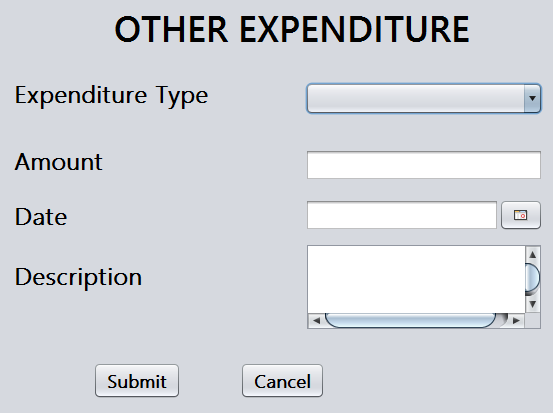 OTHER EXPENDITURE
Expenditure Type
Amount
Date
Description
Submit Cancel